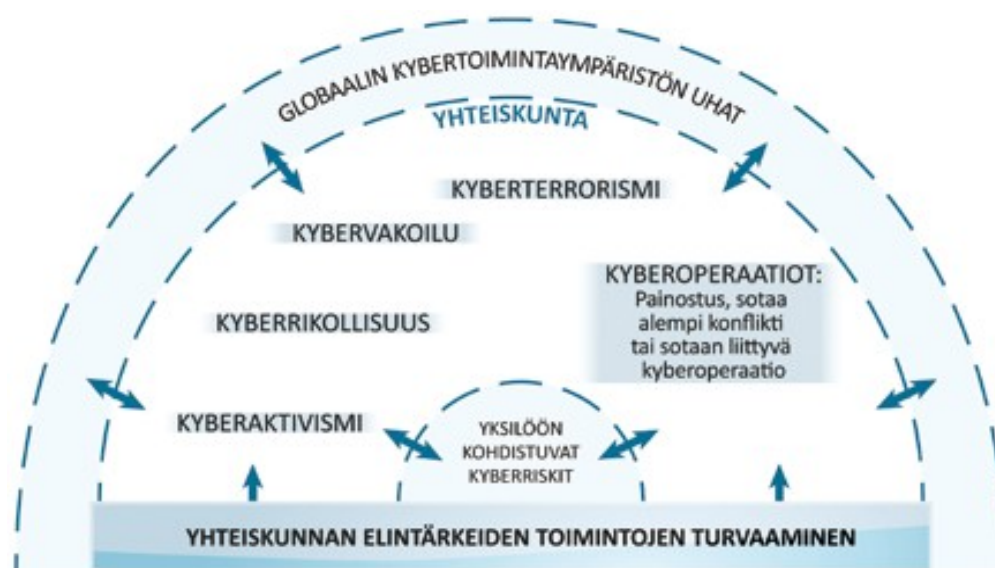 GLOBAALIN KYBERTOIMINTAYMPÄRISTÖN UHAT
YHTEISKUNTA
KYBERTERRORISMI
KYBERVAKOILU
KYBEROPERAATIOT:
Painostus, sotaa
alempi konflikti
tai sotaan liittyvä
kyberoperaatio
KYBERRIKOLLISUUS
KYBERAKTIVISMI
YKSILÖÖN
KOHDISTUVAT
KYBERRISKIT
YHTEISKUNNAN ELINTÄRKEIDEN TOIMINTOJEN TURVAAMINEN